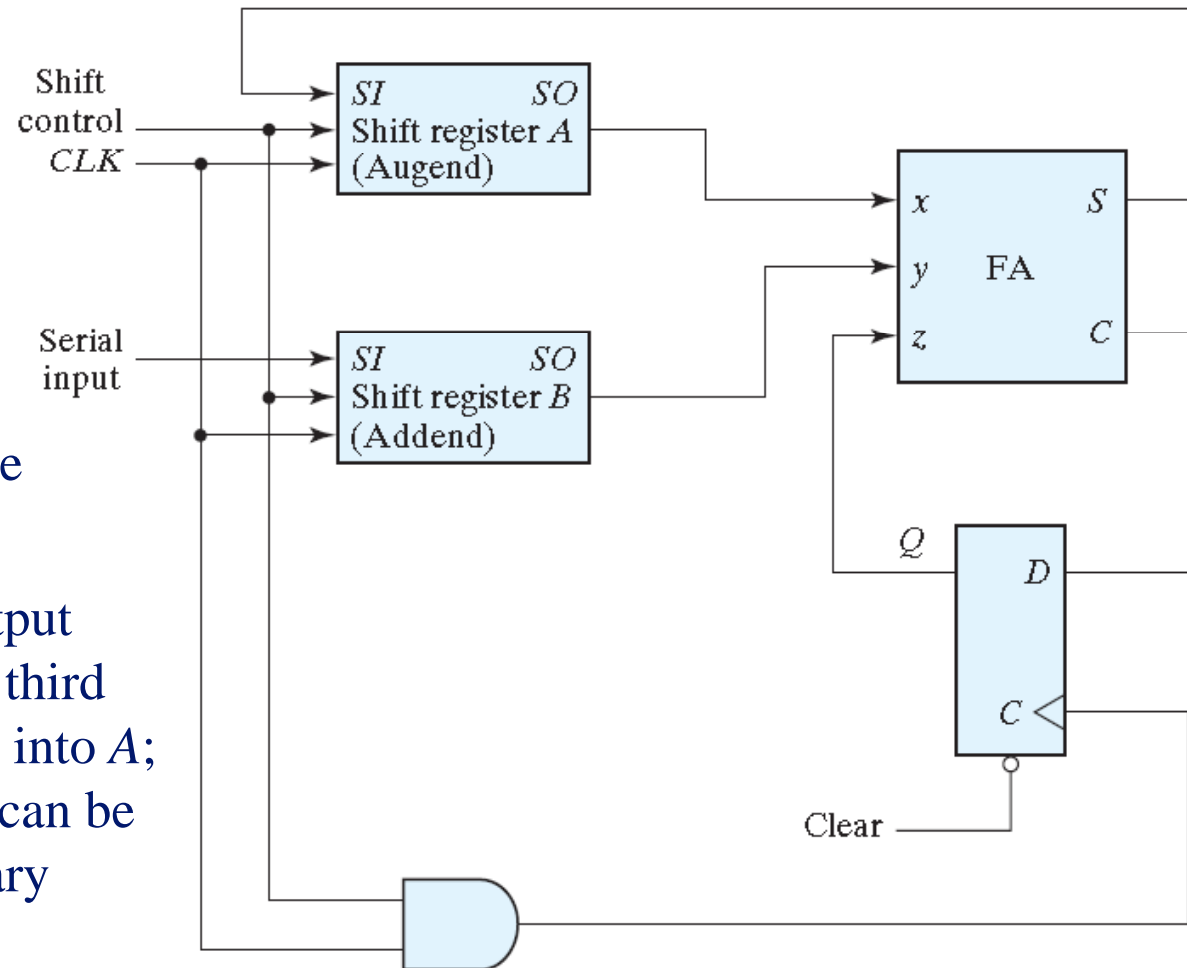 Shift
control
CLK
SI SO
Shift register A
(Augend)
x S
y FA
z C
Serial
input
SI SO
Shift register B
(Addend)
Q
D
C
Clear
e
tput
third
into A;
can be
ary